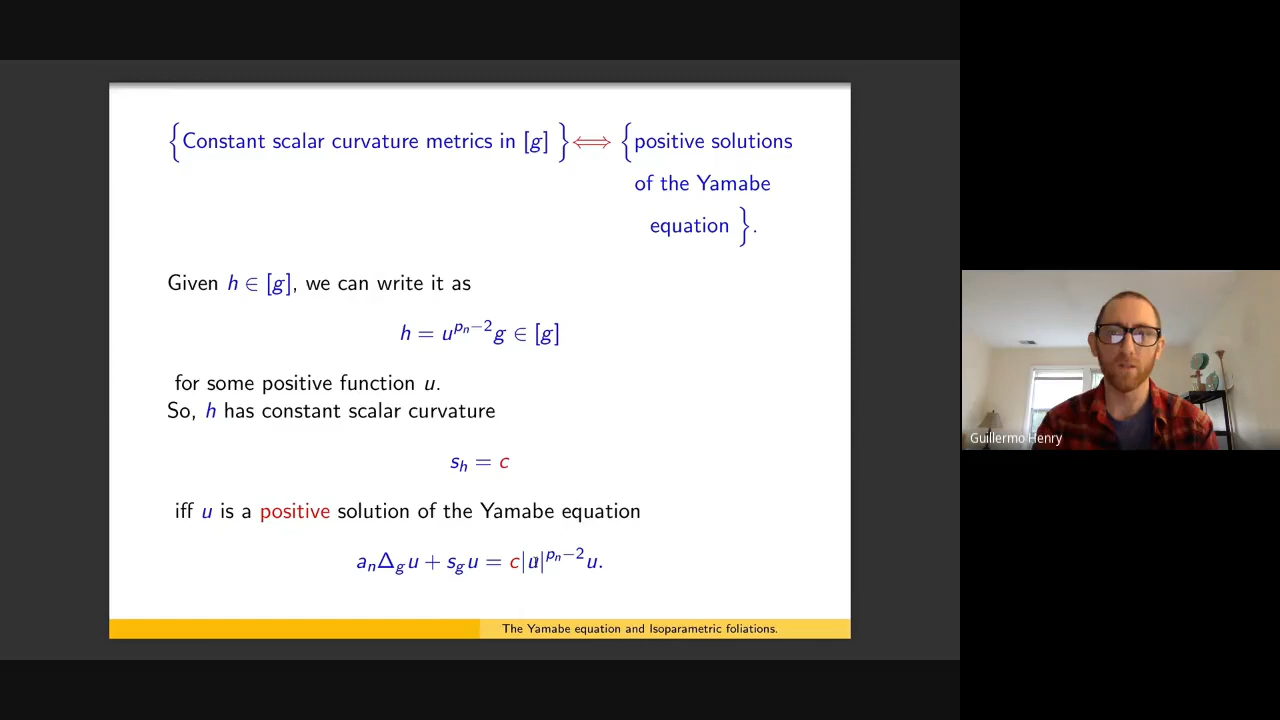 {Constant scalar curvature metrics in [g] } ⟺ {positive solutions
of the Yamabe
equation }.
Given h ∈ [g], we can write it as
h = u^{p_n−2}g ∈ [g]
for some positive function u.
So, h has constant scalar curvature
s_h = c
iff u is a positive solution of the Yamabe equation
a_nΔ_g u + s_g u = c|u|^{p_n−2}u.
The Yamabe equation and Isoparametric foliations.
Guillermo Henry